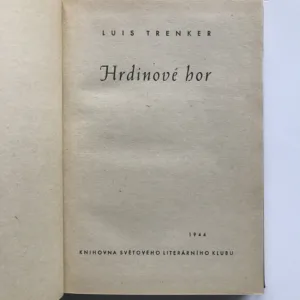 LUIS TRENKER
Hrdinové hor
1944
KNIHOVNA SVĚTOVÉHO LITERÁRNÍHO KLUBU